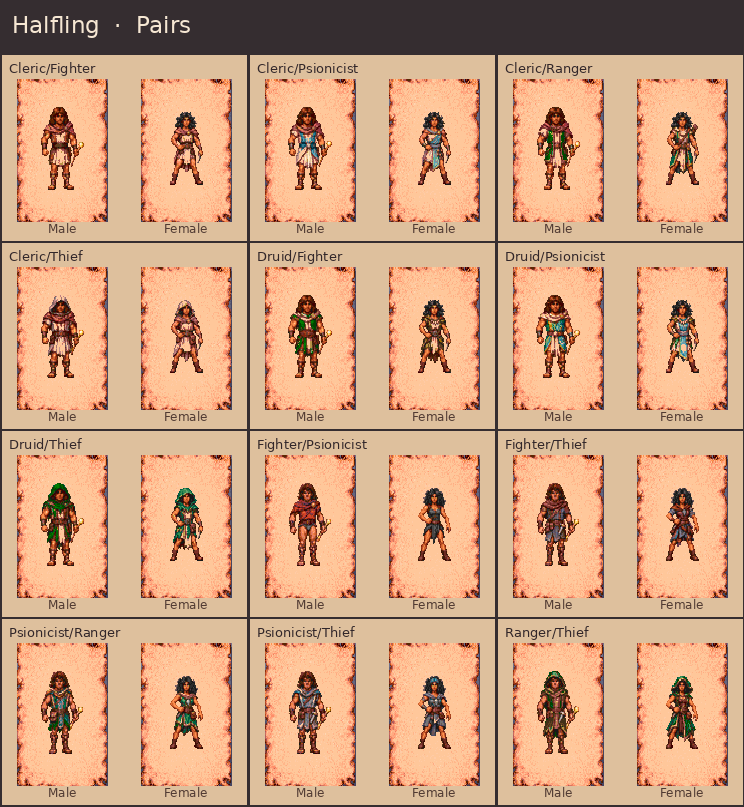 Halfling · Pairs
Cleric/Fighter
Male
Female
Cleric/Psionicist
Male
Female
Cleric/Ranger
Male
Female
Cleric/Thief
Male
Female
Druid/Fighter
Male
Female
Druid/Psionicist
Male
Female
Druid/Thief
Male
Female
Fighter/Psionicist
Male
Female
Fighter/Thief
Male
Female
Psionicist/Ranger
Male
Female
Psionicist/Thief
Male
Female
Ranger/Thief
Male
Female